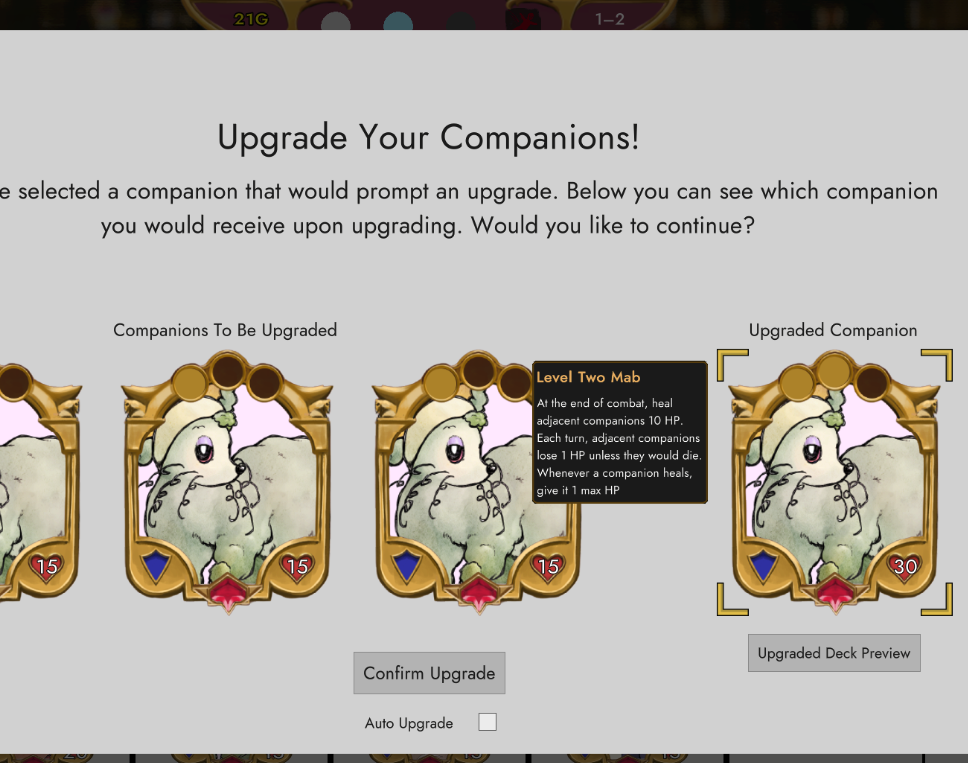 21G 1–2
Upgrade Your Companions!
e selected a companion that would prompt an upgrade. Below you can see which companion
you would receive upon upgrading. Would you like to continue?
Companions To Be Upgraded
Upgraded Companion
Level Two Mab
At the end of combat, heal
adjacent companions 10 HP.
Each turn, adjacent companions
lose 1 HP unless they would die.
Whenever a companion heals,
give it 1 max HP
15 15 15 30
Upgraded Deck Preview
Confirm Upgrade
Auto Upgrade